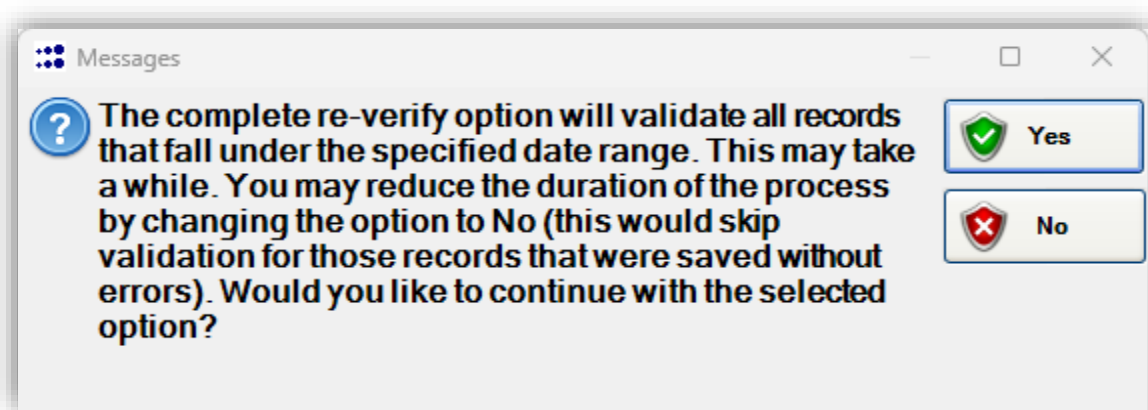 Messages
The complete re-verify option will validate all records
that fall under the specified date range. This may take
a while. You may reduce the duration of the process
by changing the option to No (this would skip
validation for those records that were saved without
errors). Would you like to continue with the selected
option?
Yes
No